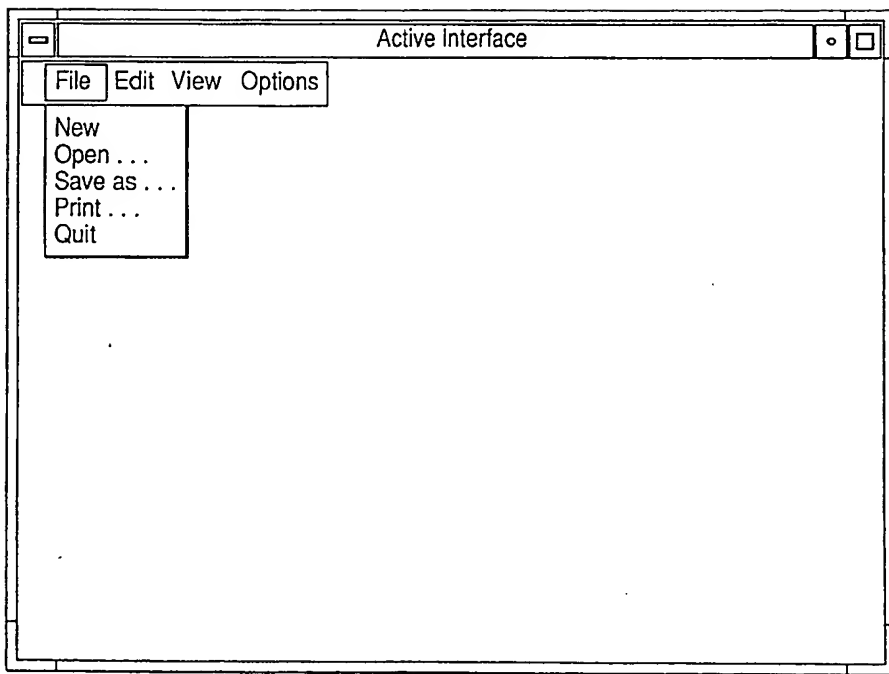 Active Interface
File Edit View Options
New
Open . . .
Save as . . .
Print . . .
Quit